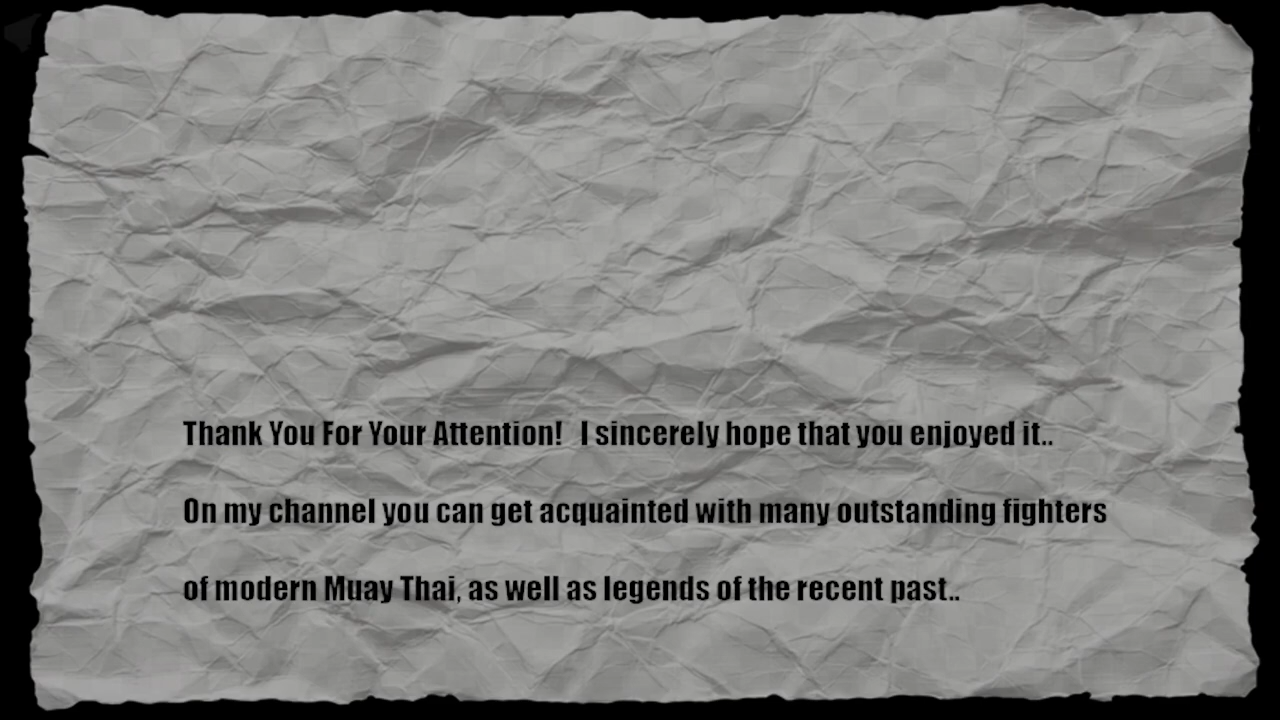 Thank You For Your Attention! I sincerely hope that you enjoyed it..
On my channel you can get acquainted with many outstanding fighters
of modern Muay Thai, as well as legends of the recent past..